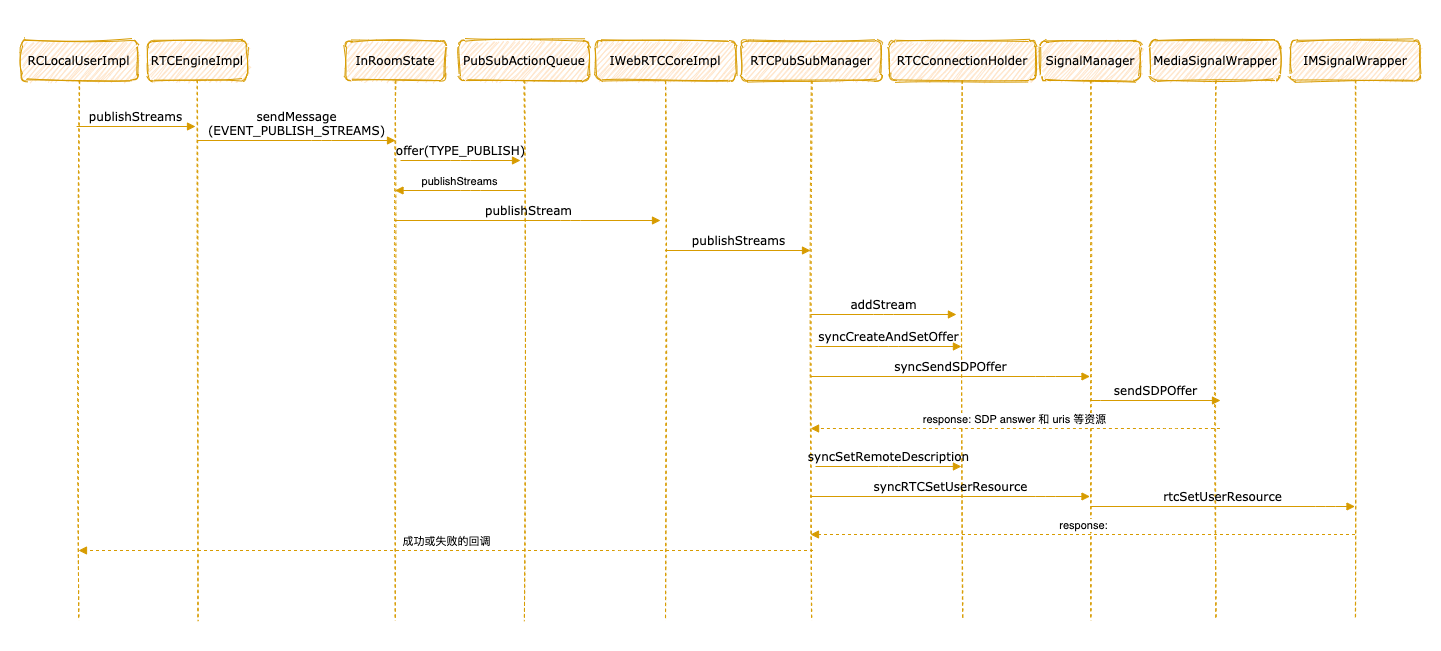 RCLocalUserImpl
RTCEngineImpl
InRoomState
PubSubActionQueue
IWebRTCCoreImpl
RTCPubSubManager
RTCConnectionHolder
SignalManager
MediaSignalWrapper
IMSignalWrapper
publishStreams
sendMessage
(EVENT_PUBLISH_STREAMS)
offer(TYPE_PUBLISH)
publishStreams
publishStream
publishStreams
addStream
syncCreateAndSetOffer
syncSendSDPOffer
sendSDPOffer
response: SDP answer 和 uris 等资源
syncSetRemoteDescription
syncRTCSetUserResource
rtcSetUserResource
response:
成功或失败的回调